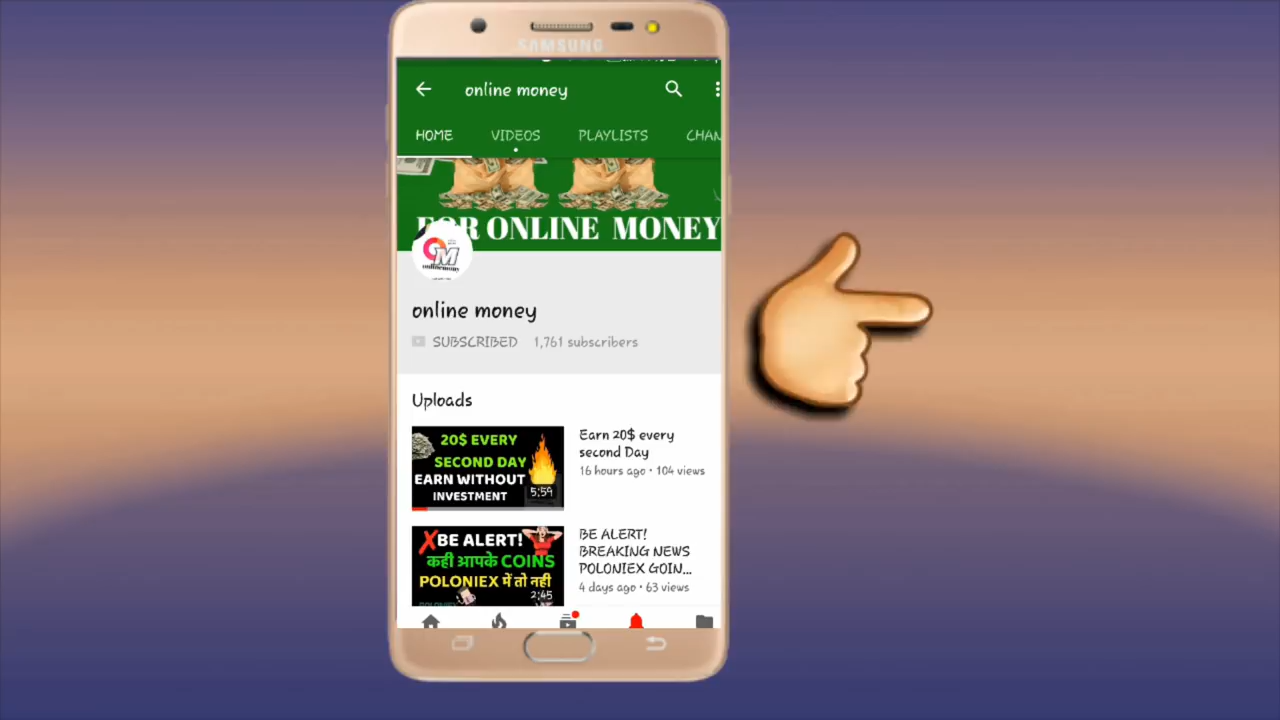 SAMSUNG
online money
HOME VIDEOS PLAYLISTS CHAN
FOR ONLINE MONEY
OM
online money
SUBSCRIBED 1,761 subscribers
Uploads
20$ EVERY
SECOND DAY
EARN WITHOUT
INVESTMENT
5:59
Earn 20$ every
second Day
16 hours ago • 104 views
BE ALERT!
कही आपके COINS
POLONIEX में तो नही
2:45
BE ALERT!
BREAKING NEWS
POLONIEX GOIN...
4 days ago • 63 views